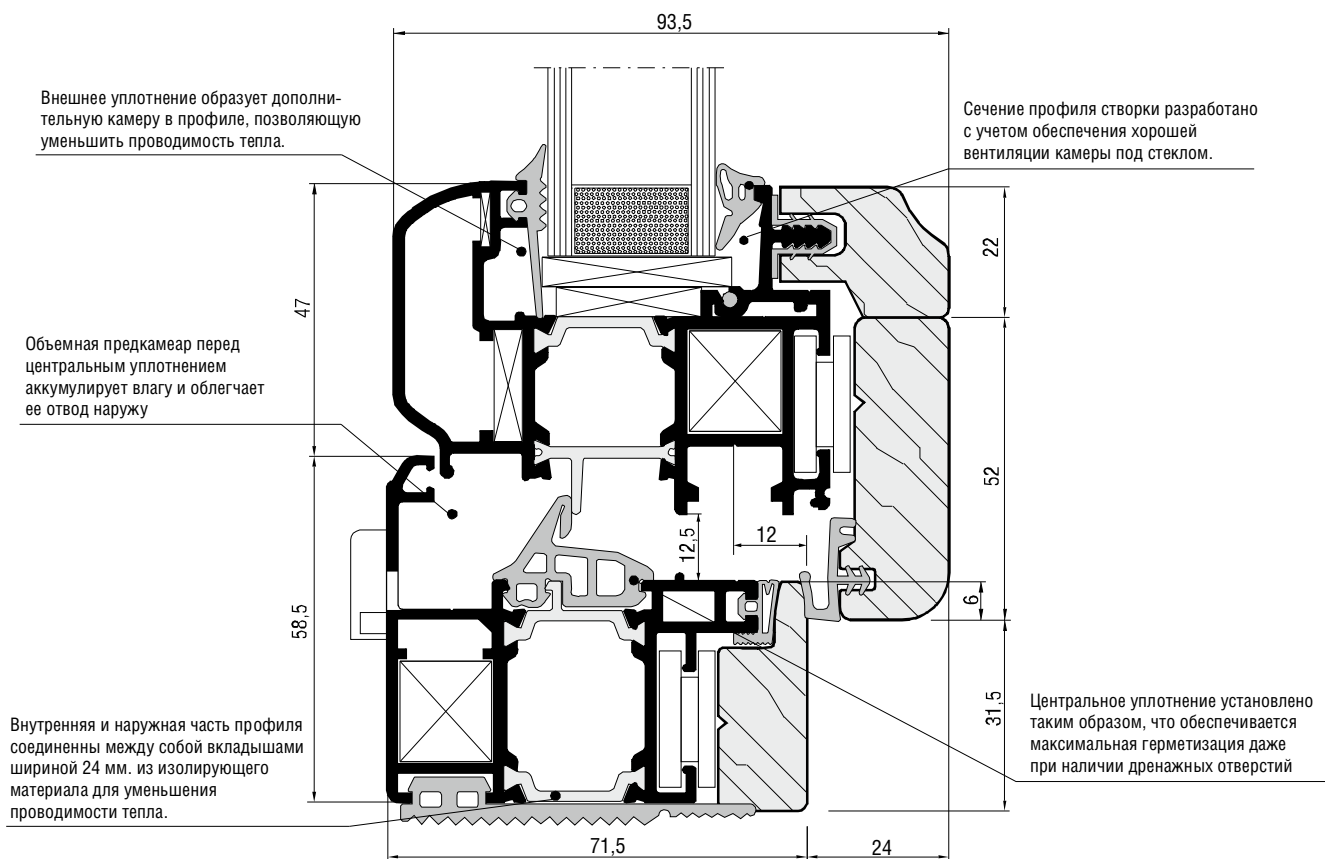 93,5
Внешнее уплотнение образует дополни-
тельную камеру в профиле, позволяющую
уменьшить проводимость тепла.
Сечение профиля створки разработано
с учетом обеспечения хорошей
вентиляции камеры под стеклом.
47
22
Объемная предкамеар перед
центральным уплотнением
аккумулирует влагу и облегчает
ее отвод наружу
52
12,5
12
6
58,5
31,5
Внутренняя и наружная часть профиля
соединенны между собой вкладышами
шириной 24 мм. из изолирующего
материала для уменьшения
проводимости тепла.
Центральное уплотнение установлено
таким образом, что обеспечивается
максимальная герметизация даже
при наличии дренажных отверстий
71,5
24